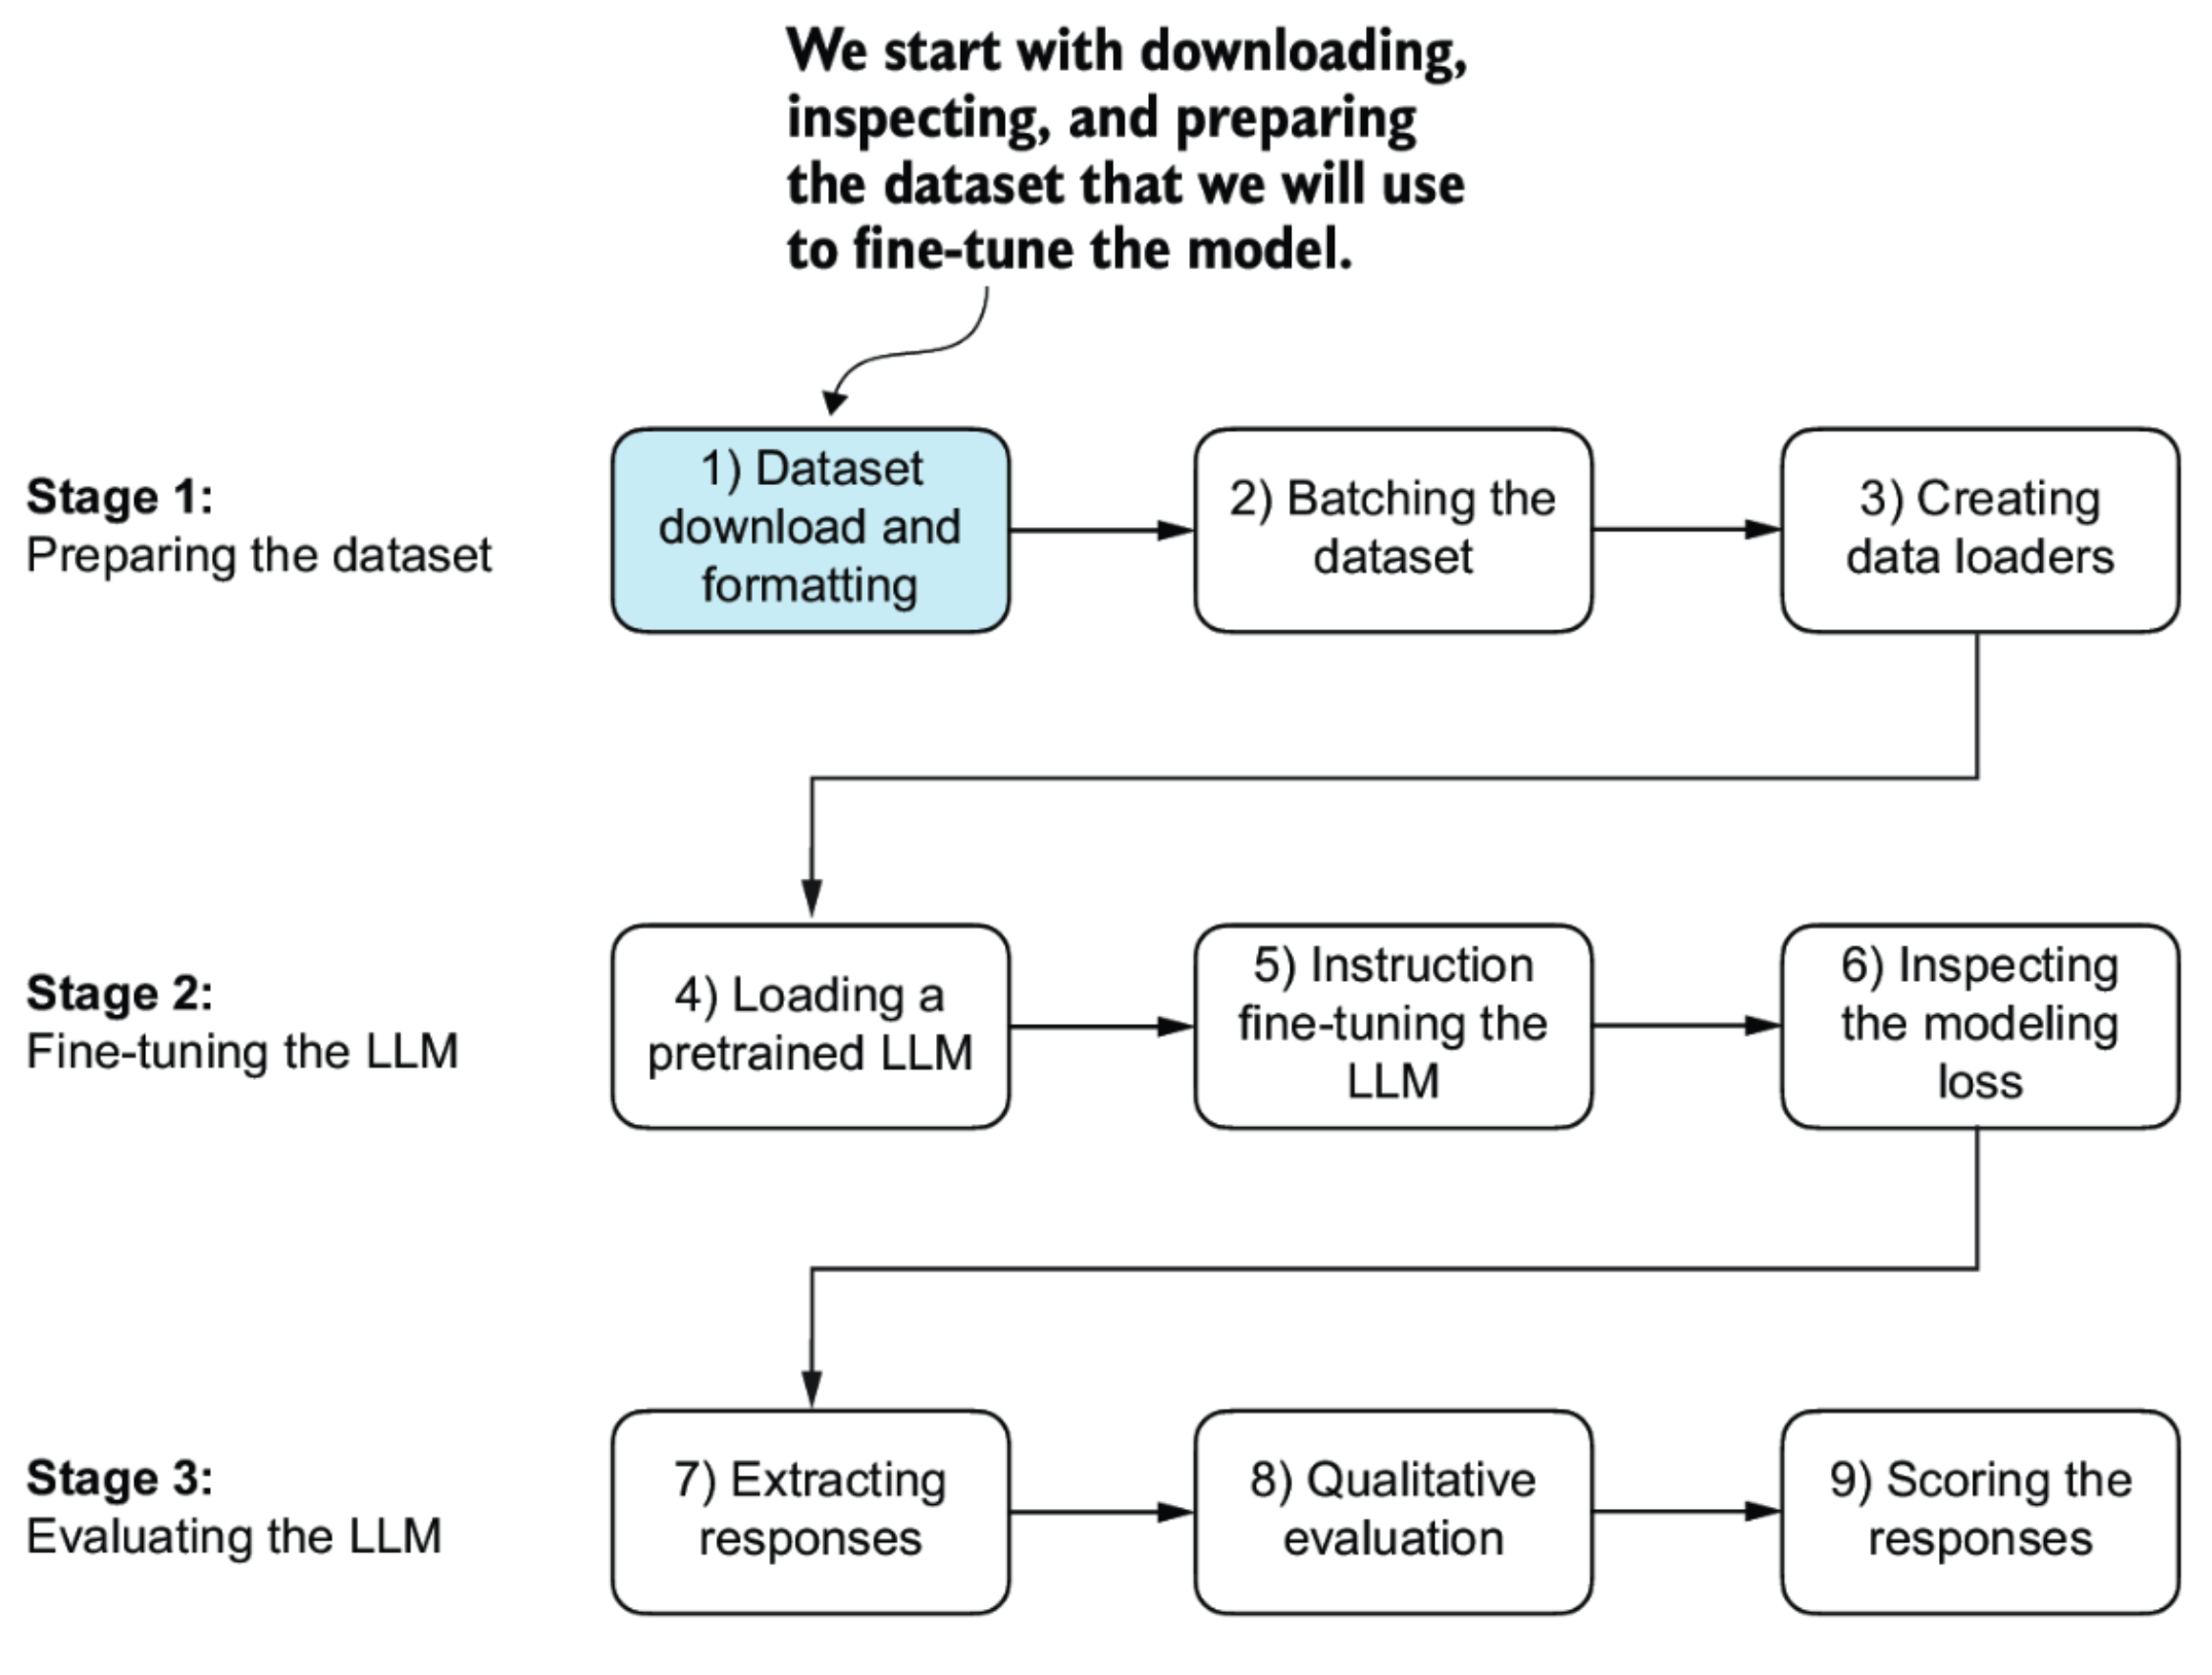 We start with downloading,
inspecting, and preparing
the dataset that we will use
to fine-tune the model.
Stage 1:
Preparing the dataset
1) Dataset
download and
formatting
2) Batching the
dataset
3) Creating
data loaders
Stage 2:
Fine-tuning the LLM
4) Loading a
pretrained LLM
5) Instruction
fine-tuning the
LLM
6) Inspecting
the modeling
loss
Stage 3:
Evaluating the LLM
7) Extracting
responses
8) Qualitative
evaluation
9) Scoring the
responses